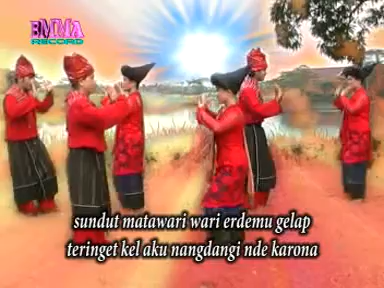 EMMA
RECORD
sundut matawari wari erdemu gelap
teringet kel aku nangdangi nde karona